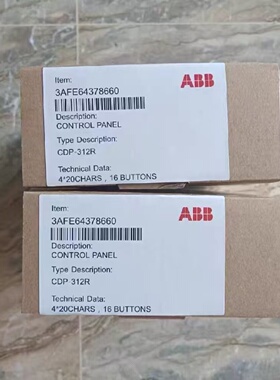 Item:
3AFE64378660
ABB
Description:
CONTROL PANEL
Type Description:
CDP-312R
Technical Data:
4*20CHARS , 16 BUTTONS
Item:
3AFE64378660
ABB
Description:
CONTROL PANEL
Type Description:
CDP-312R
Technical Data:
4*20CHARS , 16 BUTTONS